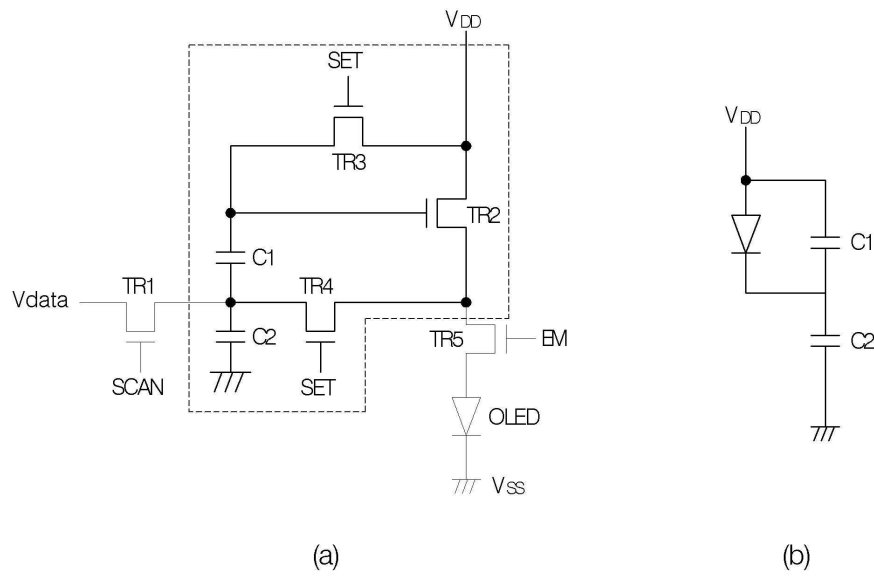 VDD
SET
TR3
TR2
C1
TR1
TR4
Vdata
C2
TR5
EM
SCAN
SET
OLED
VSS
(a)
VDD
C1
C2
(b)